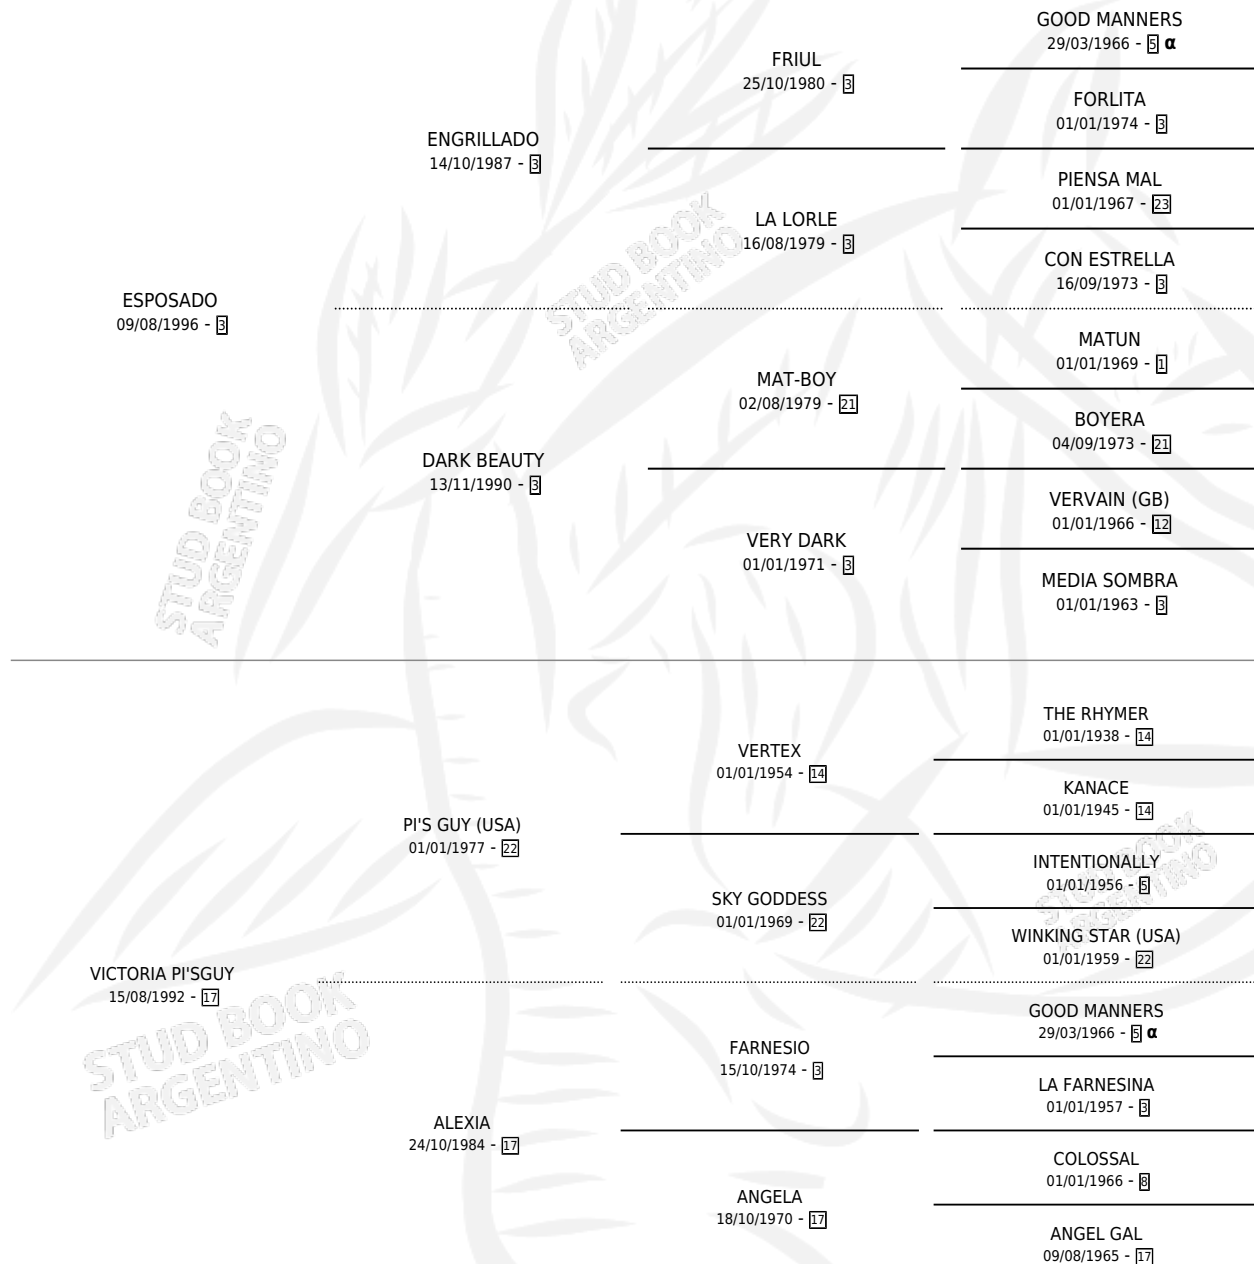 GOOD MANNERS
29/03/1966 - 5 α
FRIUL
25/10/1980 - 3
FORLITA
01/01/1974 - 3
ENGRILLADO
14/10/1987 - 3
PIENSA MAL
01/01/1967 - 23
LA LORLE
16/08/1979 - 3
CON ESTRELLA
16/09/1973 - 3
ESPOSADO
09/08/1996 - 3
MATUN
01/01/1969 - 1
MAT-BOY
02/08/1979 - 21
BOYERA
04/09/1973 - 21
DARK BEAUTY
13/11/1990 - 3
VERVAIN (GB)
01/01/1966 - 12
VERY DARK
01/01/1971 - 3
MEDIA SOMBRA
01/01/1963 - 3
THE RHYMER
01/01/1938 - 14
VERTEX
01/01/1954 - 14
KANACE
01/01/1945 - 14
PI'S GUY (USA)
01/01/1977 - 22
INTENTIONALLY
01/01/1956 - 5
SKY GODDESS
01/01/1969 - 22
WINKING STAR (USA)
01/01/1959 - 22
VICTORIA PI'SGUY
15/08/1992 - 17
GOOD MANNERS
29/03/1966 - 5 α
FARNESIO
15/10/1974 - 3
LA FARNESINA
01/01/1957 - 3
ALEXIA
24/10/1984 - 17
COLOSSAL
01/01/1966 - 8
ANGELA
18/10/1970 - 17
ANGEL GAL
09/08/1965 - 17
STUD BOOK
ARGENTINO
STUD BOOK
ARGENTINO
STUD BOOK
ARGENTINO
STUD BOOK
ARGENTINO